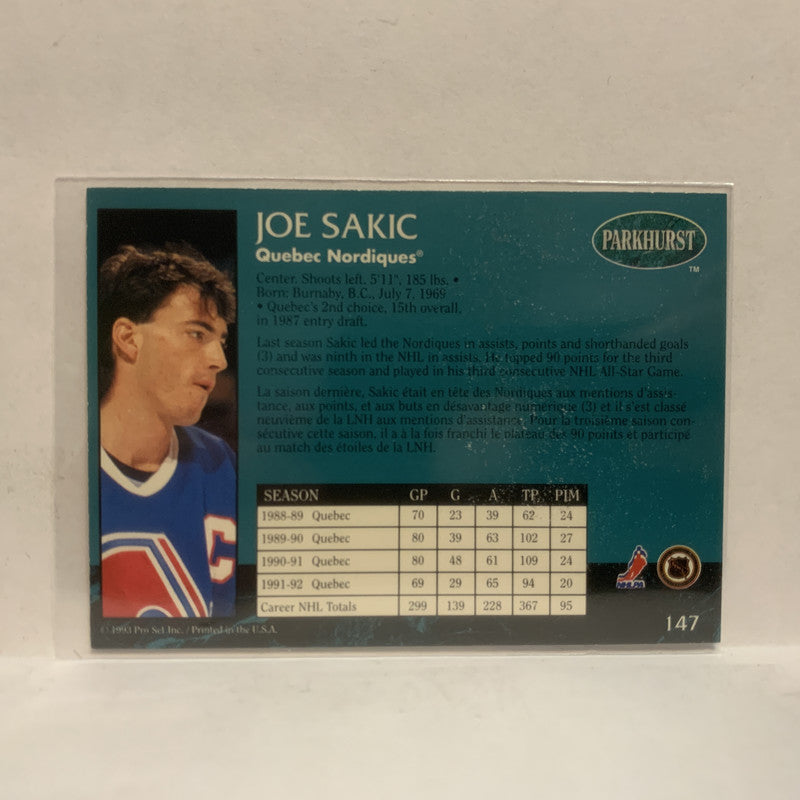 JOE SAKIC
Quebec Nordiques®
PARKHURST™
Center. Shoots left. 5'11", 185 lbs. •
Born: Burnaby, B.C., July 7, 1969
• Quebec's 2nd choice, 15th overall,
in 1987 entry draft.
Last season Sakic led the Nordiques in assists, points and shorthanded goals
(3) and was ninth in the NHL in assists. He topped 90 points for the third
consecutive season and played in his third consecutive NHL All-Star Game.
La saison dernière, Sakic était en tête des Nordiques aux mentions d'assis-
tance, aux points, et aux buts en désavantage numérique (3) et il s'est classé
neuvième de la LNH aux mentions d'assistance. Pour la troisième saison con-
sécutive cette saison, il a à la fois franchi le plateau des 90 points et participé
au match des étoiles de la LNH.
SEASON GP G A TP PIM
1988-89 Quebec 70 23 39 62 24
1989-90 Quebec 80 39 63 102 27
1990-91 Quebec 80 48 61 109 24
1991-92 Quebec 69 29 65 94 20
Career NHL Totals 299 139 228 367 95
C
NHLPA
NHL
© 1993 Pro Set Inc. / Printed in the U.S.A.
147